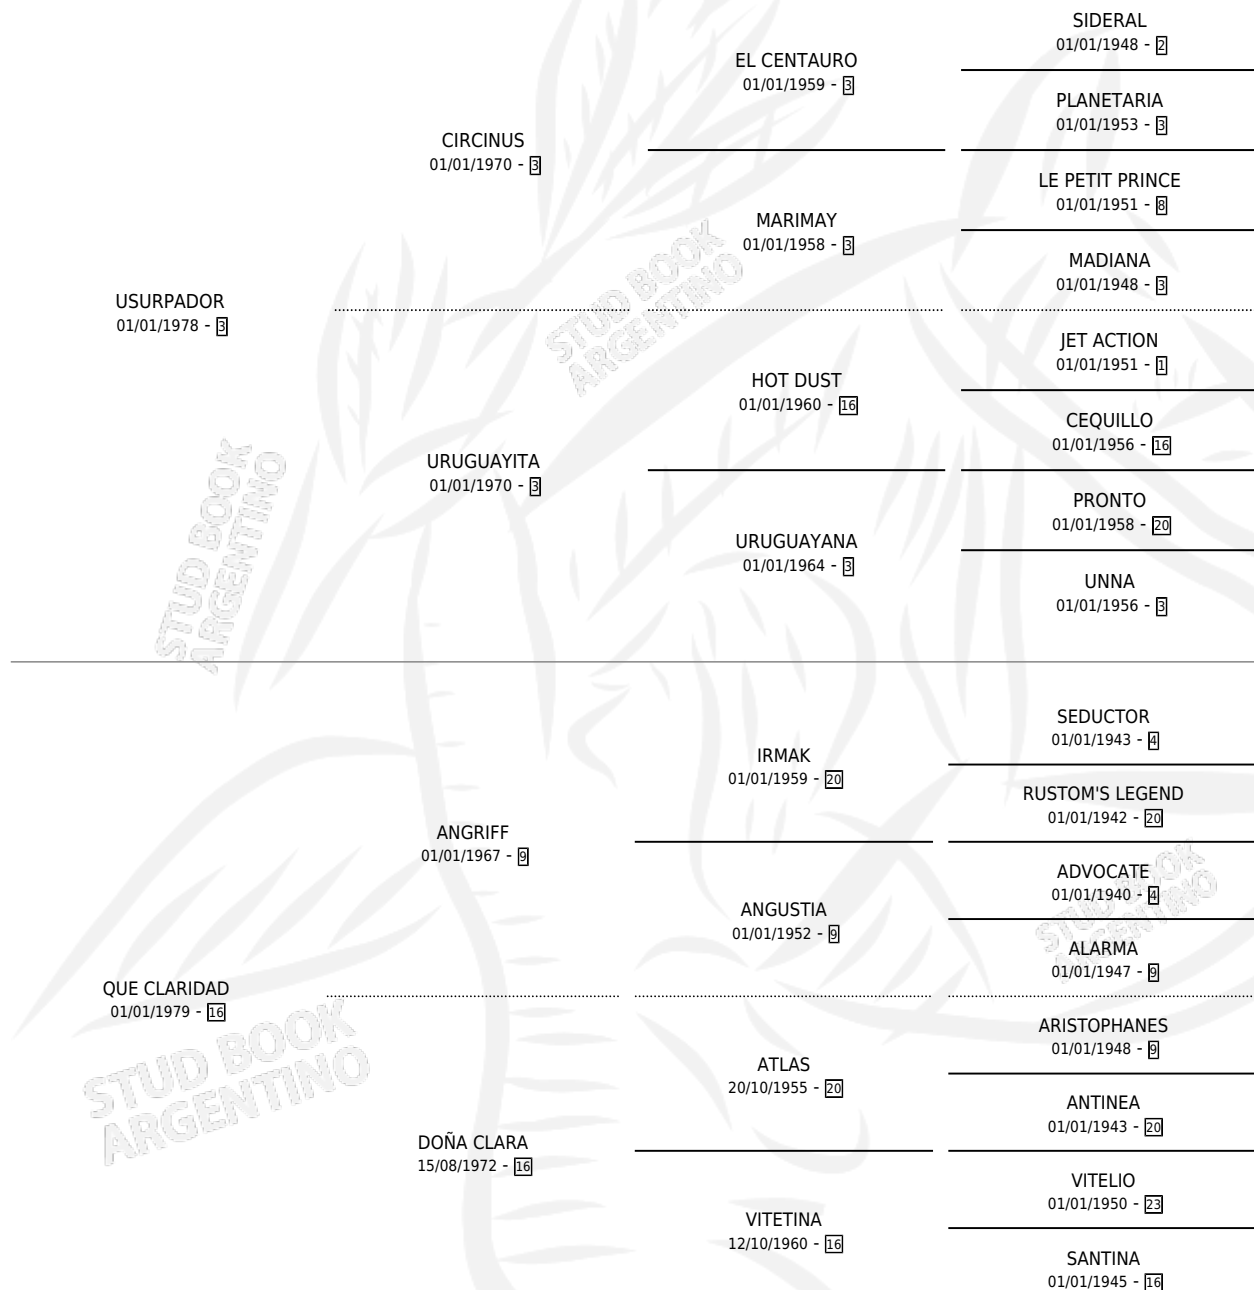 SIDERAL
01/01/1948 - 2
EL CENTAURO
01/01/1959 - 3
PLANETARIA
01/01/1953 - 3
CIRCINUS
01/01/1970 - 3
LE PETIT PRINCE
01/01/1951 - 8
MARIMAY
01/01/1958 - 3
MADIANA
01/01/1948 - 3
USURPADOR
01/01/1978 - 3
JET ACTION
01/01/1951 - 1
HOT DUST
01/01/1960 - 16
CEQUILLO
01/01/1956 - 16
URUGUAYITA
01/01/1970 - 3
PRONTO
01/01/1958 - 20
URUGUAYANA
01/01/1964 - 3
UNNA
01/01/1956 - 3
SEDUCTOR
01/01/1943 - 4
IRMAK
01/01/1959 - 20
RUSTOM'S LEGEND
01/01/1942 - 20
ANGRIFF
01/01/1967 - 9
ADVOCATE
01/01/1940 - 4
ANGUSTIA
01/01/1952 - 9
ALARMA
01/01/1947 - 9
QUE CLARIDAD
01/01/1979 - 16
ARISTOPHANES
01/01/1948 - 9
ATLAS
20/10/1955 - 20
ANTINEA
01/01/1943 - 20
DOÑA CLARA
15/08/1972 - 16
VITELIO
01/01/1950 - 23
VITETINA
12/10/1960 - 16
SANTINA
01/01/1945 - 16
STUD BOOK
ARGENTINO
STUD BOOK
ARGENTINO
STUD BOOK
ARGENTINO
STUD BOOK
ARGENTINO